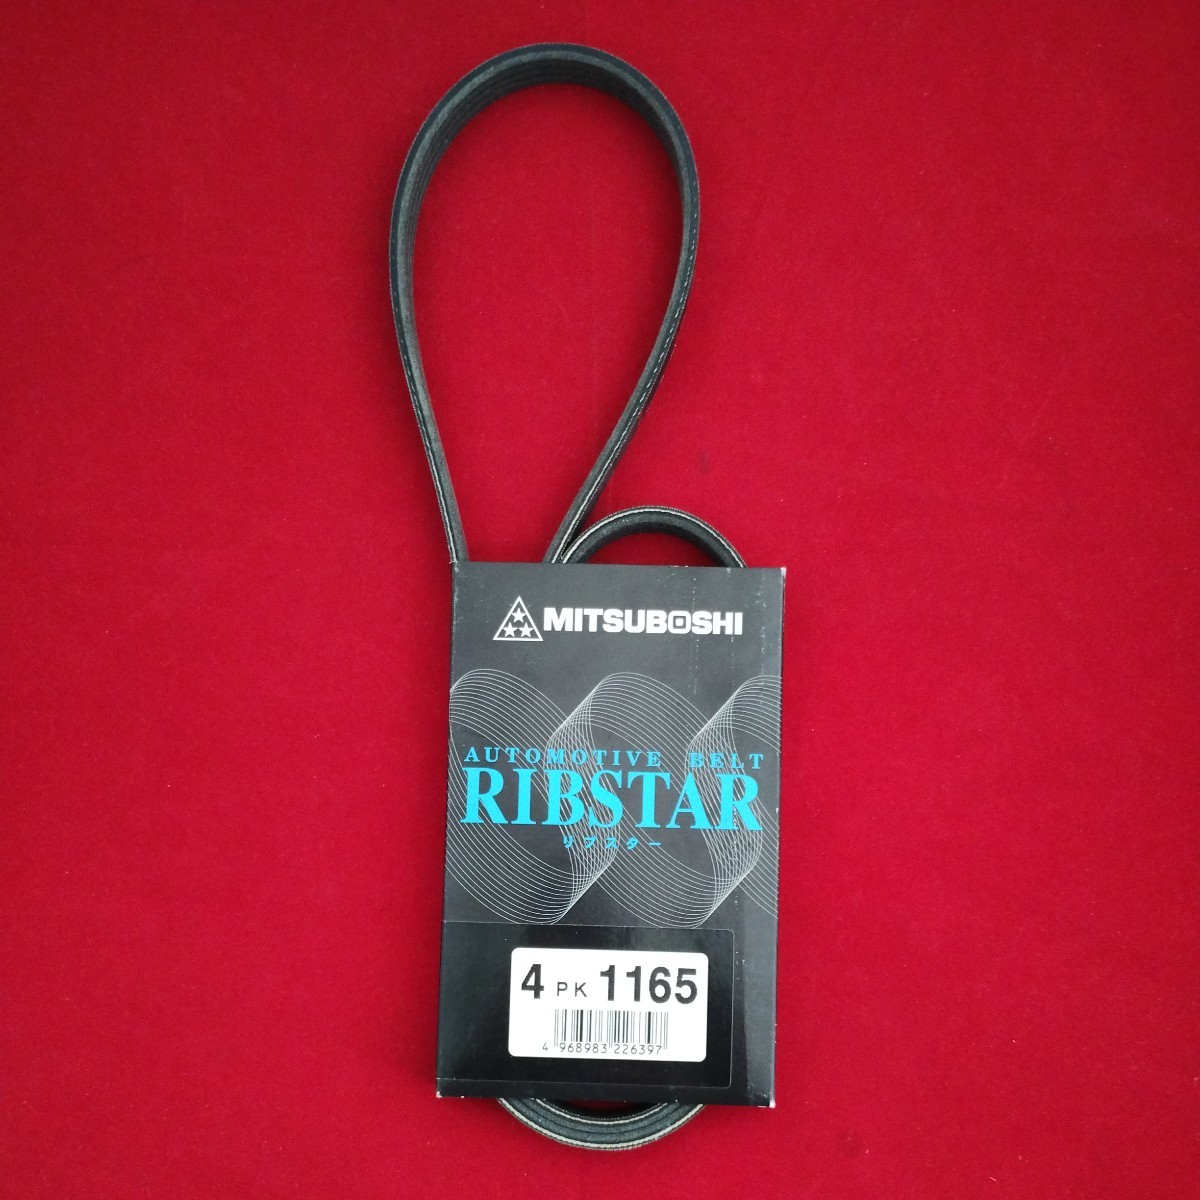 MITSUBOSHI
AUTOMOTIVE BELT
RIBSTAR
リブスター
4 PK 1165
4 968983 226397